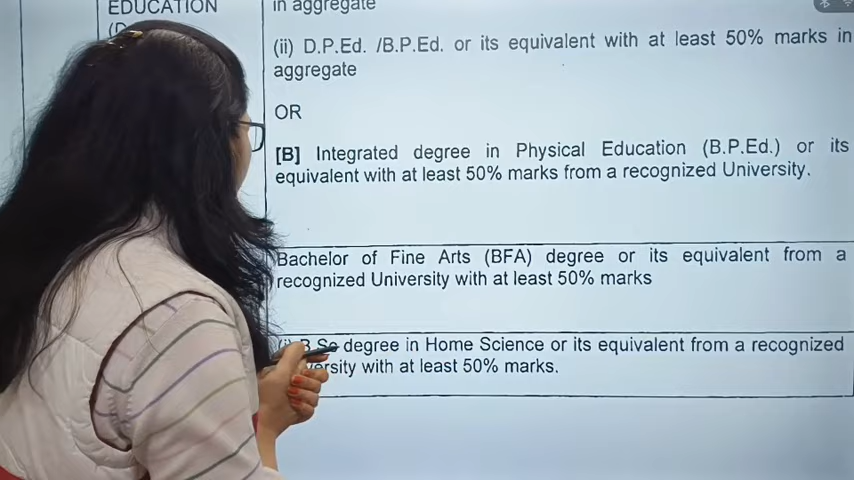 EDUCATION
in aggregate
(ii) D.P.Ed. /B.P.Ed. or its equivalent with at least 50% marks in
aggregate
OR
[B] Integrated degree in Physical Education (B.P.Ed.) or its
equivalent with at least 50% marks from a recognized University.
Bachelor of Fine Arts (BFA) degree or its equivalent from a
recognized University with at least 50% marks
(i) B.Sc degree in Home Science or its equivalent from a recognized
with at least 50% marks.